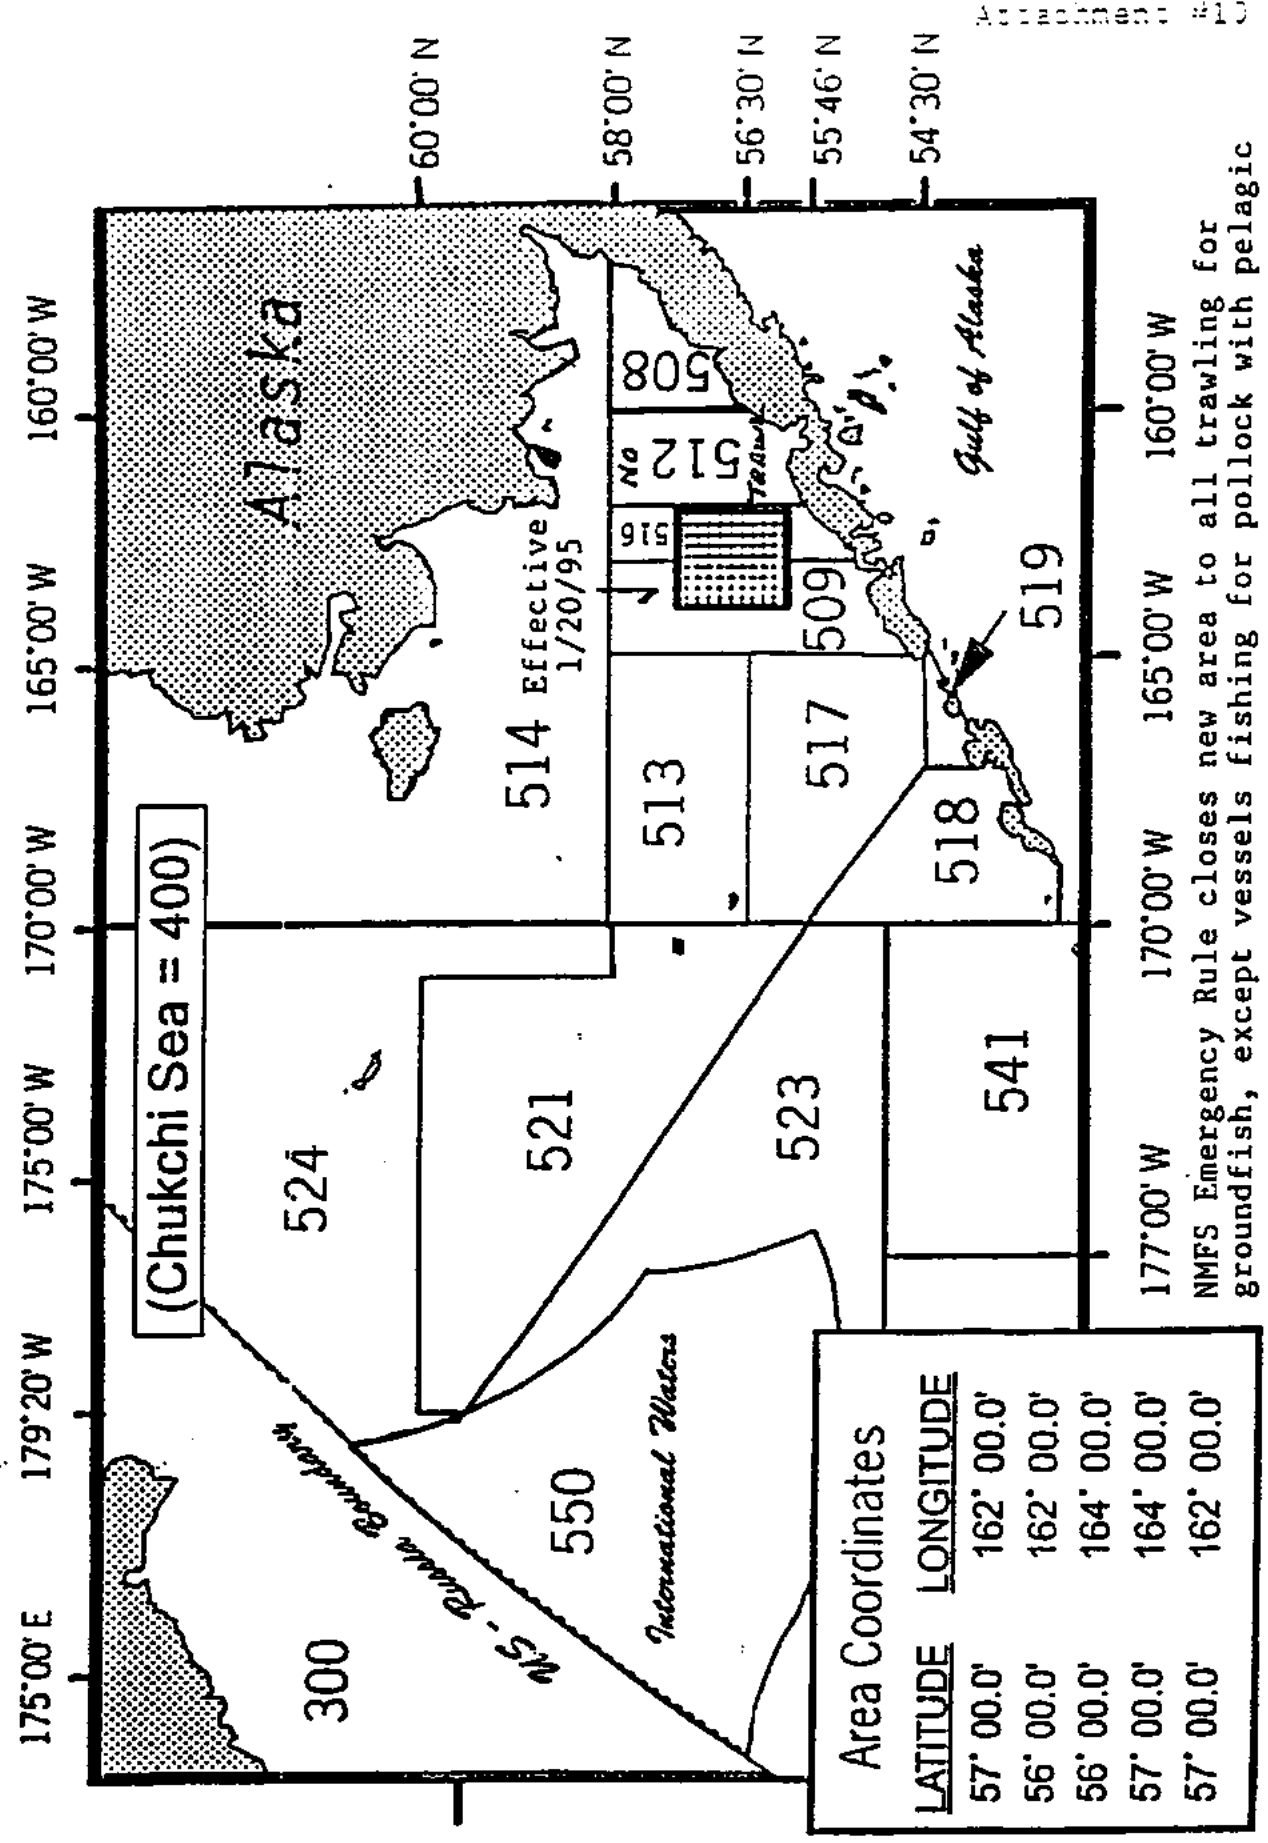 Attachment #10
175°00' E
179°20' W
175°00' W
170°00' W
165°00' W
160°00' W
(Chukchi Sea = 400)
Alaska
60°00' N
58°00' N
56°30' N
55°46' N
54°30' N
300
US - Russia Boundary
524
521
514
Effective
1/20/95
550
International Waters
523
513
517
516
No
512
Trawl
508
509
518
519
541
Gulf of Alaska
177°00' W
170°00' W
165°00' W
160°00' W
Area Coordinates
LATITUDE LONGITUDE
57° 00.0' 162° 00.0'
56° 00.0' 162° 00.0'
56° 00.0' 164° 00.0'
57° 00.0' 164° 00.0'
57° 00.0' 162° 00.0'
NMFS Emergency Rule closes new area to all trawling for
groundfish, except vessels fishing for pollock with pelagic